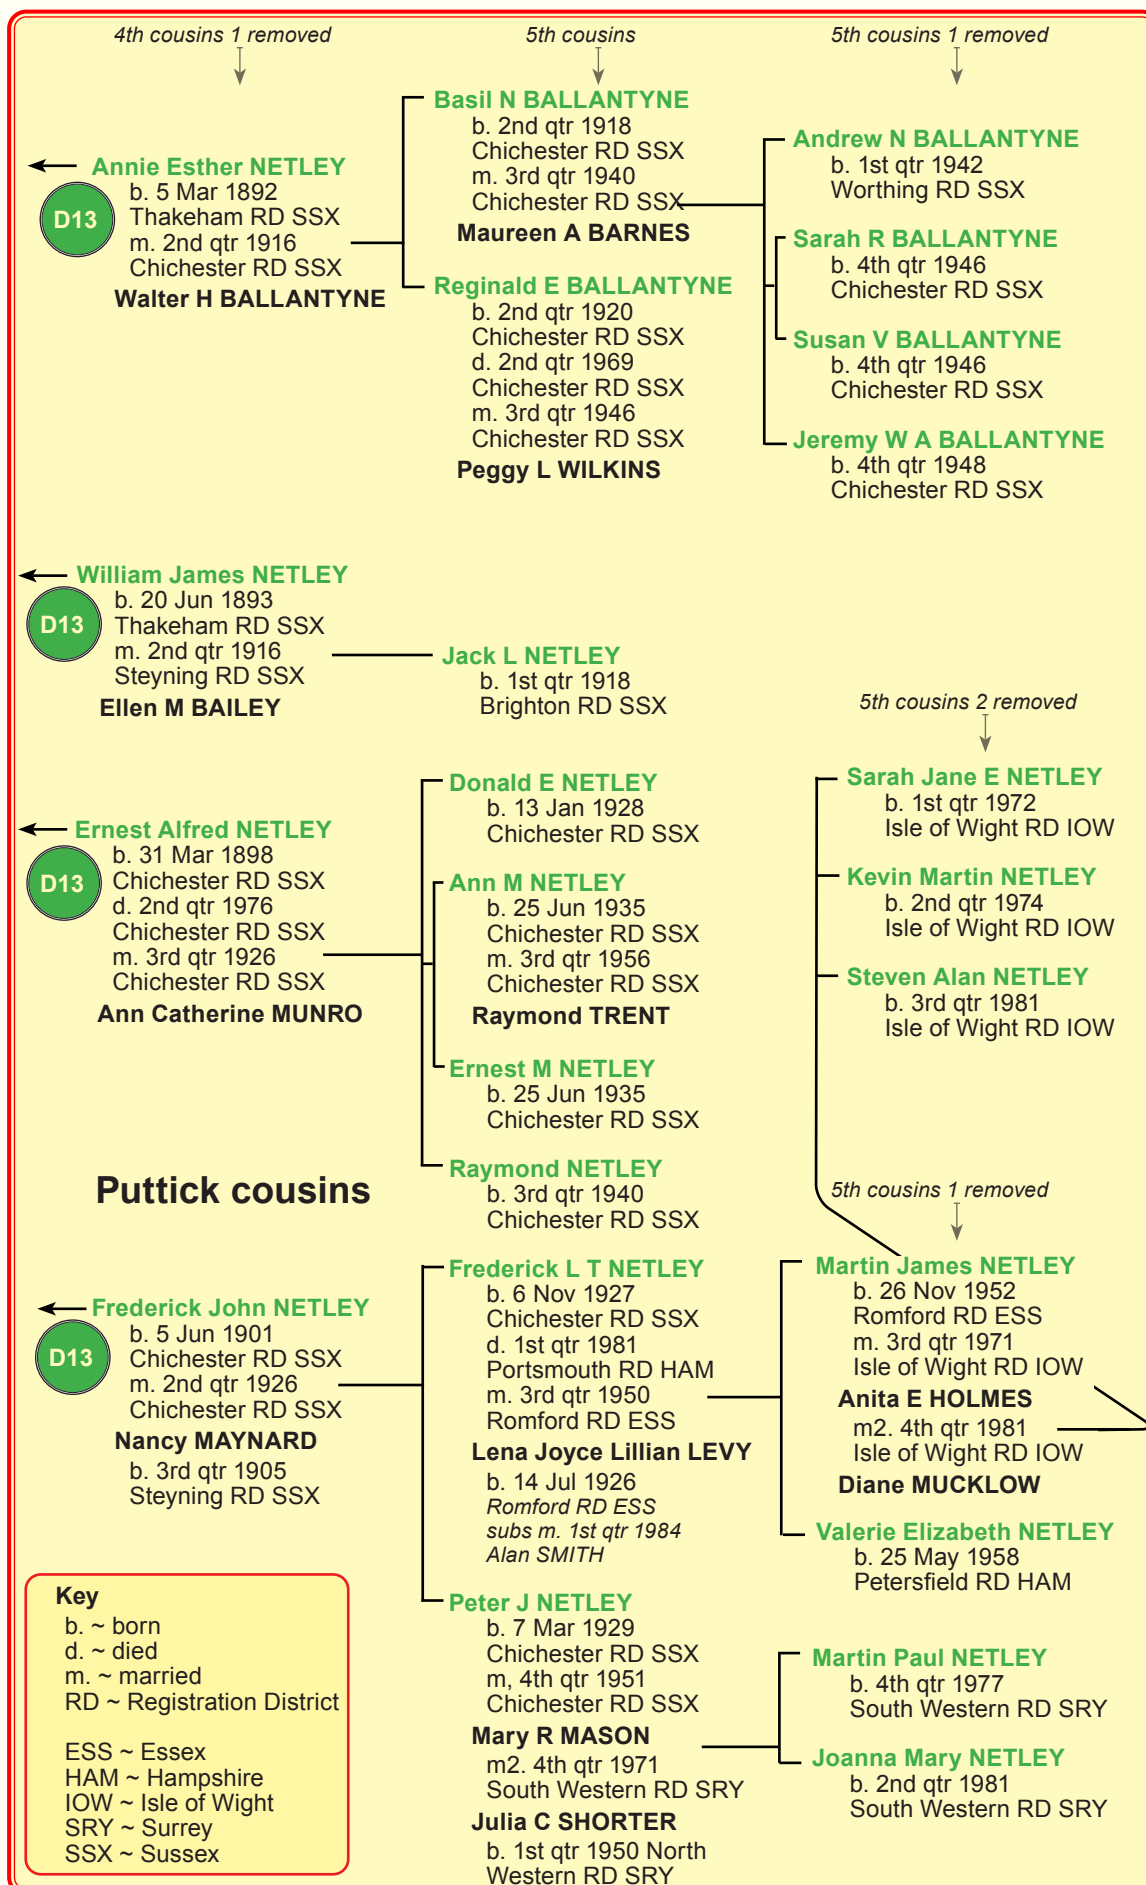 4th cousins 1 removed
5th cousins
5th cousins 1 removed
Annie Esther NETLEY
D13
b. 5 Mar 1892
Thakeham RD SSX
m. 2nd qtr 1916
Chichester RD SSX
Walter H BALLANTYNE
Basil N BALLANTYNE
b. 2nd qtr 1918
Chichester RD SSX
m. 3rd qtr 1940
Chichester RD SSX
Maureen A BARNES
Reginald E BALLANTYNE
b. 2nd qtr 1920
Chichester RD SSX
d. 2nd qtr 1969
Chichester RD SSX
m. 3rd qtr 1946
Chichester RD SSX
Peggy L WILKINS
Andrew N BALLANTYNE
b. 1st qtr 1942
Worthing RD SSX
Sarah R BALLANTYNE
b. 4th qtr 1946
Chichester RD SSX
Susan V BALLANTYNE
b. 4th qtr 1946
Chichester RD SSX
Jeremy W A BALLANTYNE
b. 4th qtr 1948
Chichester RD SSX
William James NETLEY
D13
b. 20 Jun 1893
Thakeham RD SSX
m. 2nd qtr 1916
Steyning RD SSX
Ellen M BAILEY
Jack L NETLEY
b. 1st qtr 1918
Brighton RD SSX
5th cousins 2 removed
Sarah Jane E NETLEY
b. 1st qtr 1972
Isle of Wight RD IOW
Kevin Martin NETLEY
b. 2nd qtr 1974
Isle of Wight RD IOW
Steven Alan NETLEY
b. 3rd qtr 1981
Isle of Wight RD IOW
Ernest Alfred NETLEY
D13
b. 31 Mar 1898
Chichester RD SSX
d. 2nd qtr 1976
Chichester RD SSX
m. 3rd qtr 1926
Chichester RD SSX
Ann Catherine MUNRO
Donald E NETLEY
b. 13 Jan 1928
Chichester RD SSX
Ann M NETLEY
b. 25 Jun 1935
Chichester RD SSX
m. 3rd qtr 1956
Chichester RD SSX
Raymond TRENT
Ernest M NETLEY
b. 25 Jun 1935
Chichester RD SSX
Raymond NETLEY
b. 3rd qtr 1940
Chichester RD SSX
Puttick cousins
5th cousins 1 removed
Frederick John NETLEY
D13
b. 5 Jun 1901
Chichester RD SSX
m. 2nd qtr 1926
Chichester RD SSX
Nancy MAYNARD
b. 3rd qtr 1905
Steyning RD SSX
Frederick L T NETLEY
b. 6 Nov 1927
Chichester RD SSX
d. 1st qtr 1981
Portsmouth RD HAM
m. 3rd qtr 1950
Romford RD ESS
Lena Joyce Lillian LEVY
b. 14 Jul 1926
Romford RD ESS
subs m. 1st qtr 1984
Alan SMITH
Martin James NETLEY
b. 26 Nov 1952
Romford RD ESS
m. 3rd qtr 1971
Isle of Wight RD IOW
Anita E HOLMES
m2. 4th qtr 1981
Isle of Wight RD IOW
Diane MUCKLOW
Valerie Elizabeth NETLEY
b. 25 May 1958
Petersfield RD HAM
Peter J NETLEY
b. 7 Mar 1929
Chichester RD SSX
m, 4th qtr 1951
Chichester RD SSX
Mary R MASON
m2. 4th qtr 1971
South Western RD SRY
Julia C SHORTER
b. 1st qtr 1950 North
Western RD SRY
Martin Paul NETLEY
b. 4th qtr 1977
South Western RD SRY
Joanna Mary NETLEY
b. 2nd qtr 1981
South Western RD SRY
Key
b. ~ born
d. ~ died
m. ~ married
RD ~ Registration District
ESS ~ Essex
HAM ~ Hampshire
IOW ~ Isle of Wight
SRY ~ Surrey
SSX ~ Sussex